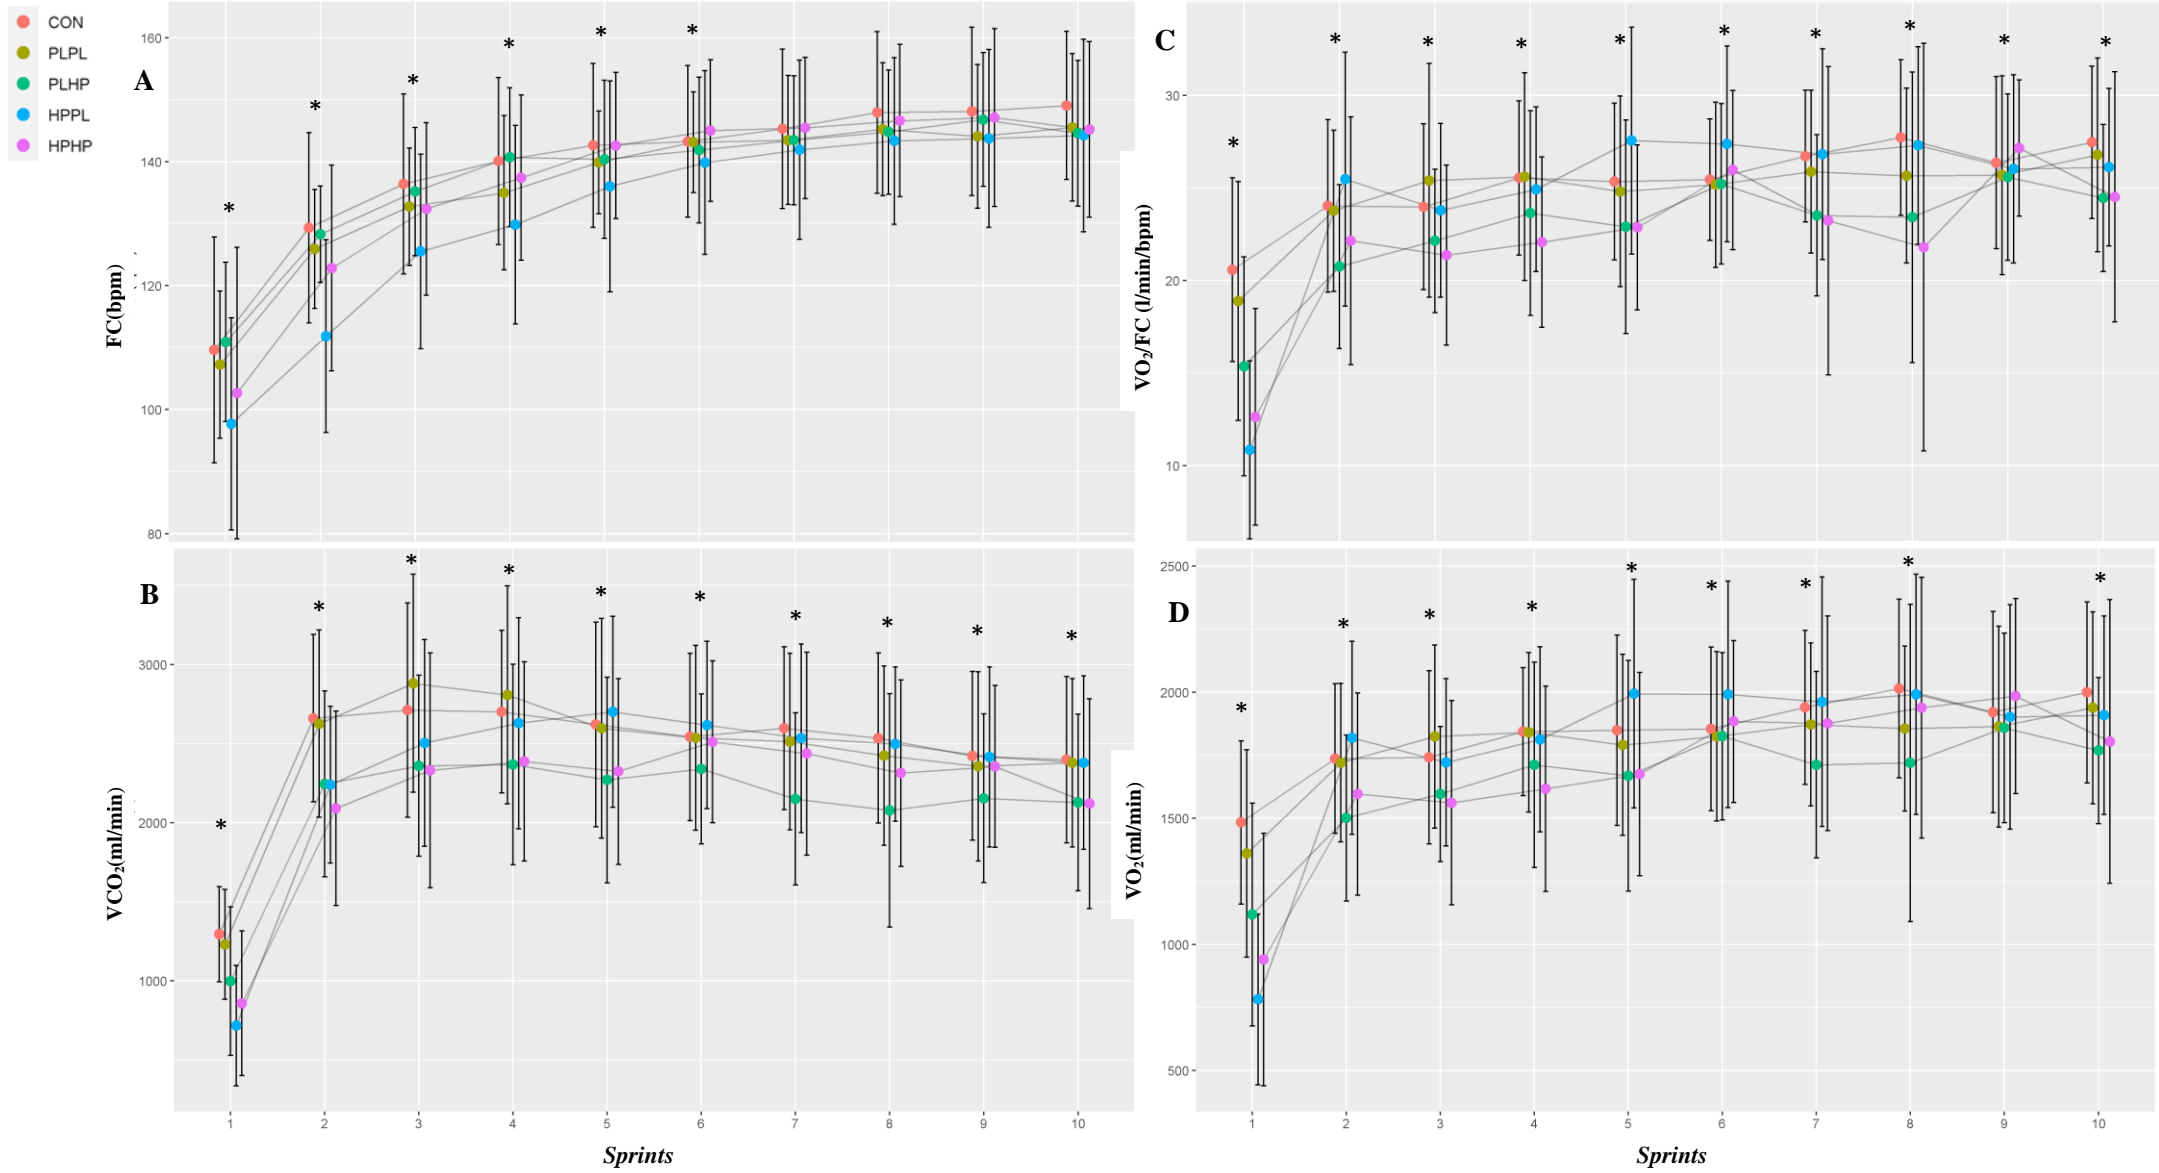 CON
PLPL
PLHP
HPPL
HPHP
A
FC(bpm)
160
140
120
100
80
* * * * * *
C
VO₂/FC (l/min/bpm)
30
20
10
* * * * * * * * * *
B
VCO₂(ml/min)
3000
2000
1000
* * * * * * * * * *
1 2 3 4 5 6 7 8 9 10
Sprints
D
VO₂(ml/min)
2500
2000
1500
1000
500
* * * * * * * * *
1 2 3 4 5 6 7 8 9 10
Sprints